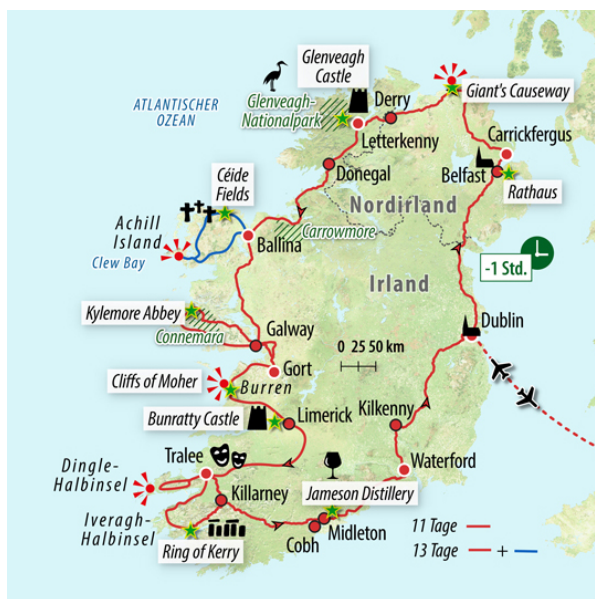 Glenveagh
Castle
Derry
Giant's Causeway
ATLANTISCHER
OZEAN
Glenveagh-
Nationalpark
Letterkenny
Carrickfergus
Donegal
Belfast
Rathaus
Céide
Fields
Nordirland
Achill
Island
Clew Bay
Ballina
Carrowmore
-1 Std.
Irland
Kylemore Abbey
Connemara
Galway
Dublin
0 25 50 km
Gort
Cliffs of Moher
Burren
Bunratty Castle
Limerick
Kilkenny
Tralee
Waterford
Dingle-
Halbinsel
Killarney
Jameson Distillery
Iveragh-
Halbinsel
Ring of Kerry
Cobh
Midleton
11 Tage
13 Tage +